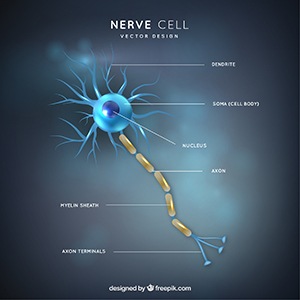 NERVE CELL
VECTOR DESIGN
DENDRITE
SOMA (CELL BODY)
NUCLEUS
AXON
MYELIN SHEATH
AXON TERMINALS
designed by freepik.com